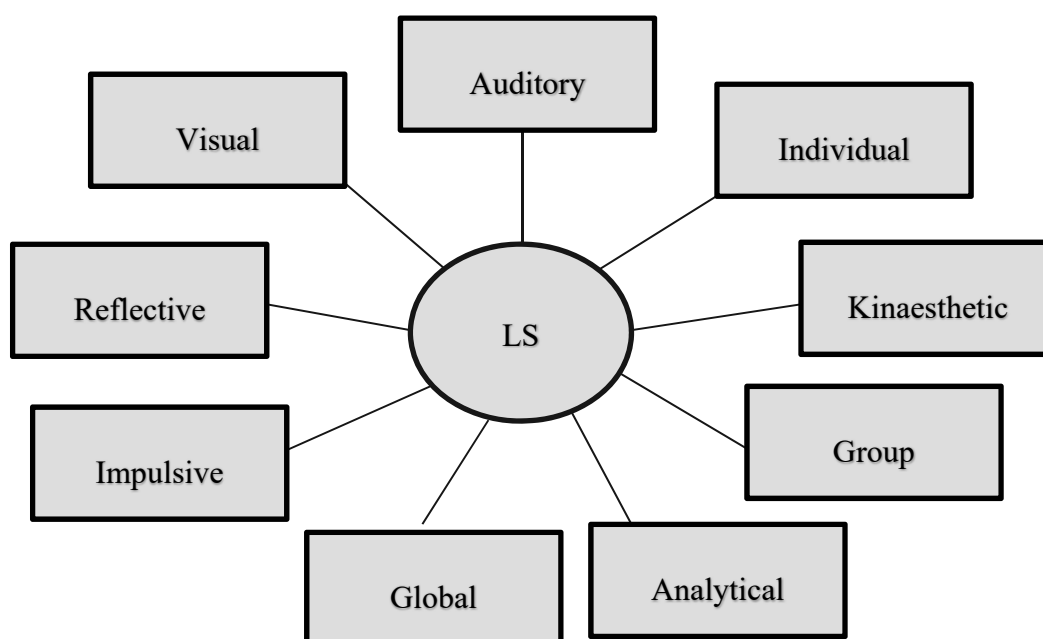 Auditory
Visual
Individual
Reflective
Kinaesthetic
LS
Impulsive
Group
Global
Analytical